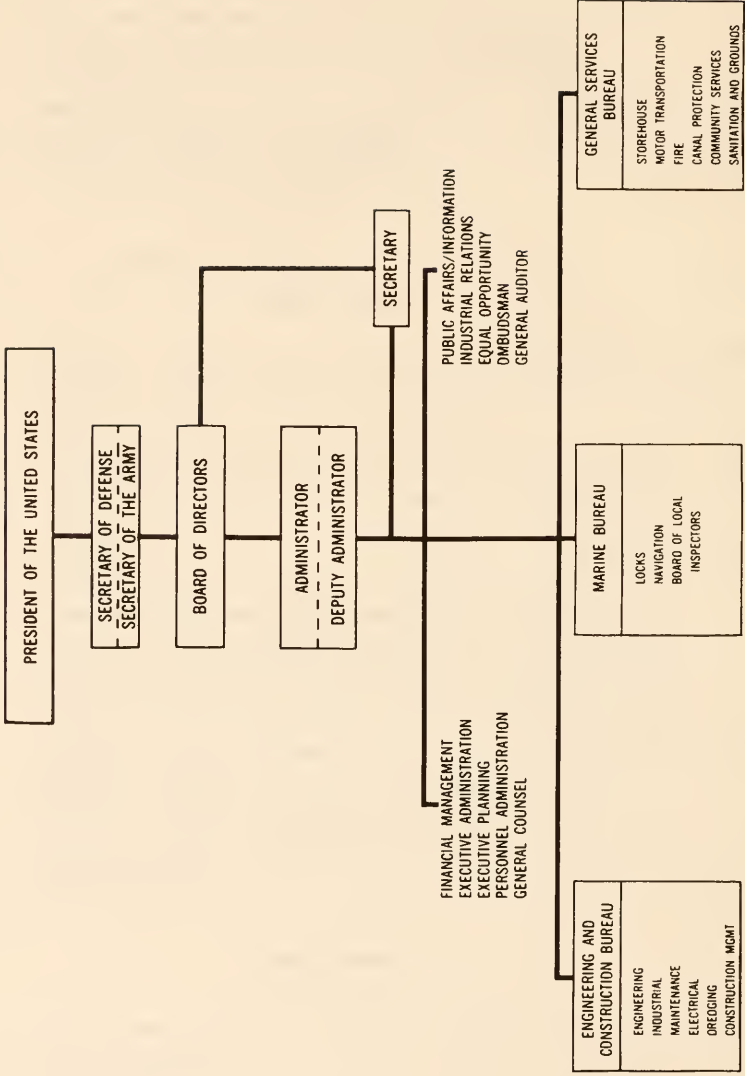 PRESIDENT OF THE UNITED STATES
SECRETARY OF DEFENSE
SECRETARY OF THE ARMY
BOARD OF DIRECTORS
ADMINISTRATOR
DEPUTY ADMINISTRATOR
SECRETARY
FINANCIAL MANAGEMENT
EXECUTIVE ADMINISTRATION
EXECUTIVE PLANNING
PERSONNEL ADMINISTRATION
GENERAL COUNSEL
PUBLIC AFFAIRS/INFORMATION
INDUSTRIAL RELATIONS
EQUAL OPPORTUNITY
OMBUDSMAN
GENERAL AUDITOR
ENGINEERING AND
CDNSTRUCTION BUREAU
ENGINEERING
INDUSTRIAL
MAINTENANCE
ELECTRICAL
OREOGING
CONSTRUCTION MGMT
MARINE BUREAU
LOCKS
NAVIGATION
BOARD OF LOCAL
INSPECTORS
GENERAL SERVICES
BUREAU
STOREHOUSE
MOTOR TRANSPORTATION
FIRE
CANAL PROTECTION
COMMUNITY SERVICES
SANITATION AND GROUNDS